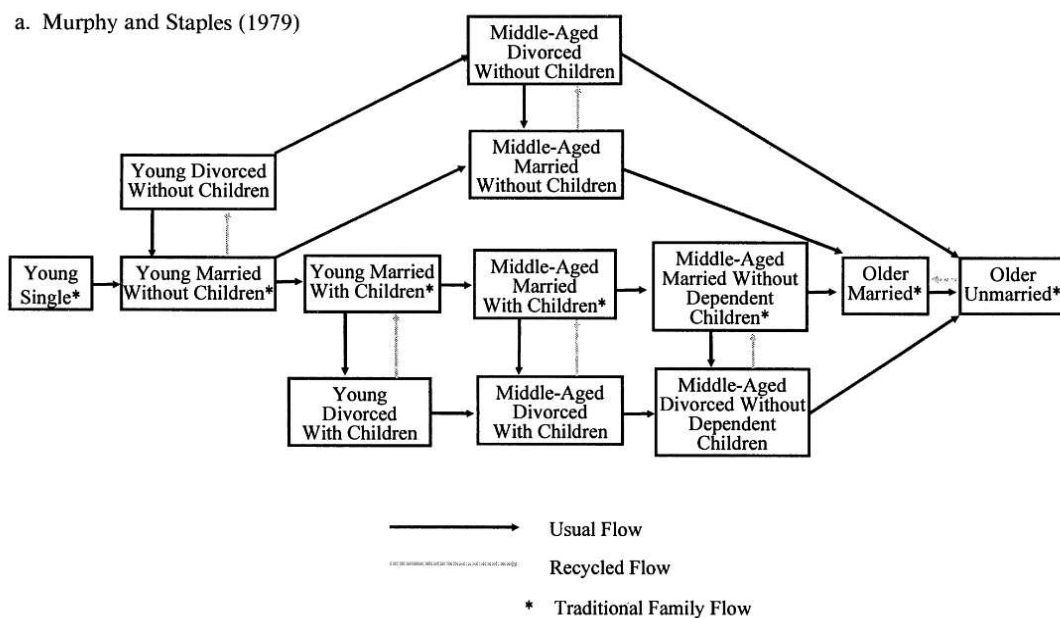 a. Murphy and Staples (1979)
Middle-Aged
Divorced
Without Children
Middle-Aged
Married
Without Children
Young Divorced
Without Children
Young
Single*
Young Married
Without Children*
Young Married
With Children*
Middle-Aged
Married
With Children*
Middle-Aged
Married Without
Dependent
Children*
Older
Married*
Older
Unmarried*
Young
Divorced
With Children
Middle-Aged
Divorced
With Children
Middle-Aged
Divorced Without
Dependent
Children
Usual Flow
Recycled Flow
* Traditional Family Flow